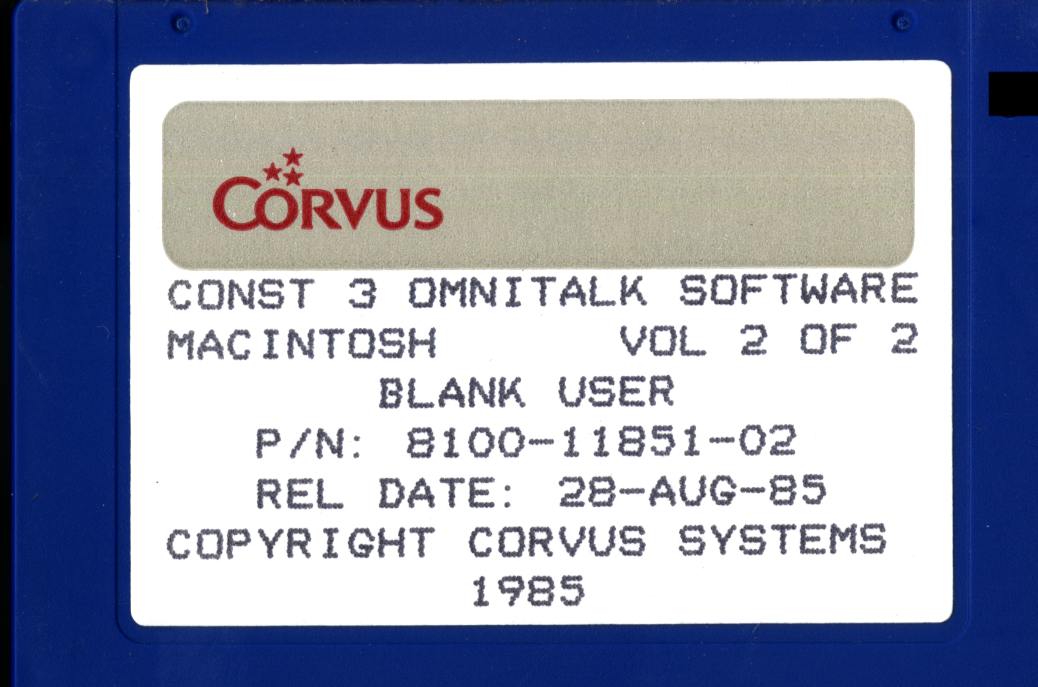 CORVUS
CONST 3 OMNITALK SOFTWARE
MACINTOSH VOL 2 OF 2
BLANK USER
P/N: 8100-11851-02
REL DATE: 28-AUG-85
COPYRIGHT CORVUS SYSTEMS
1985